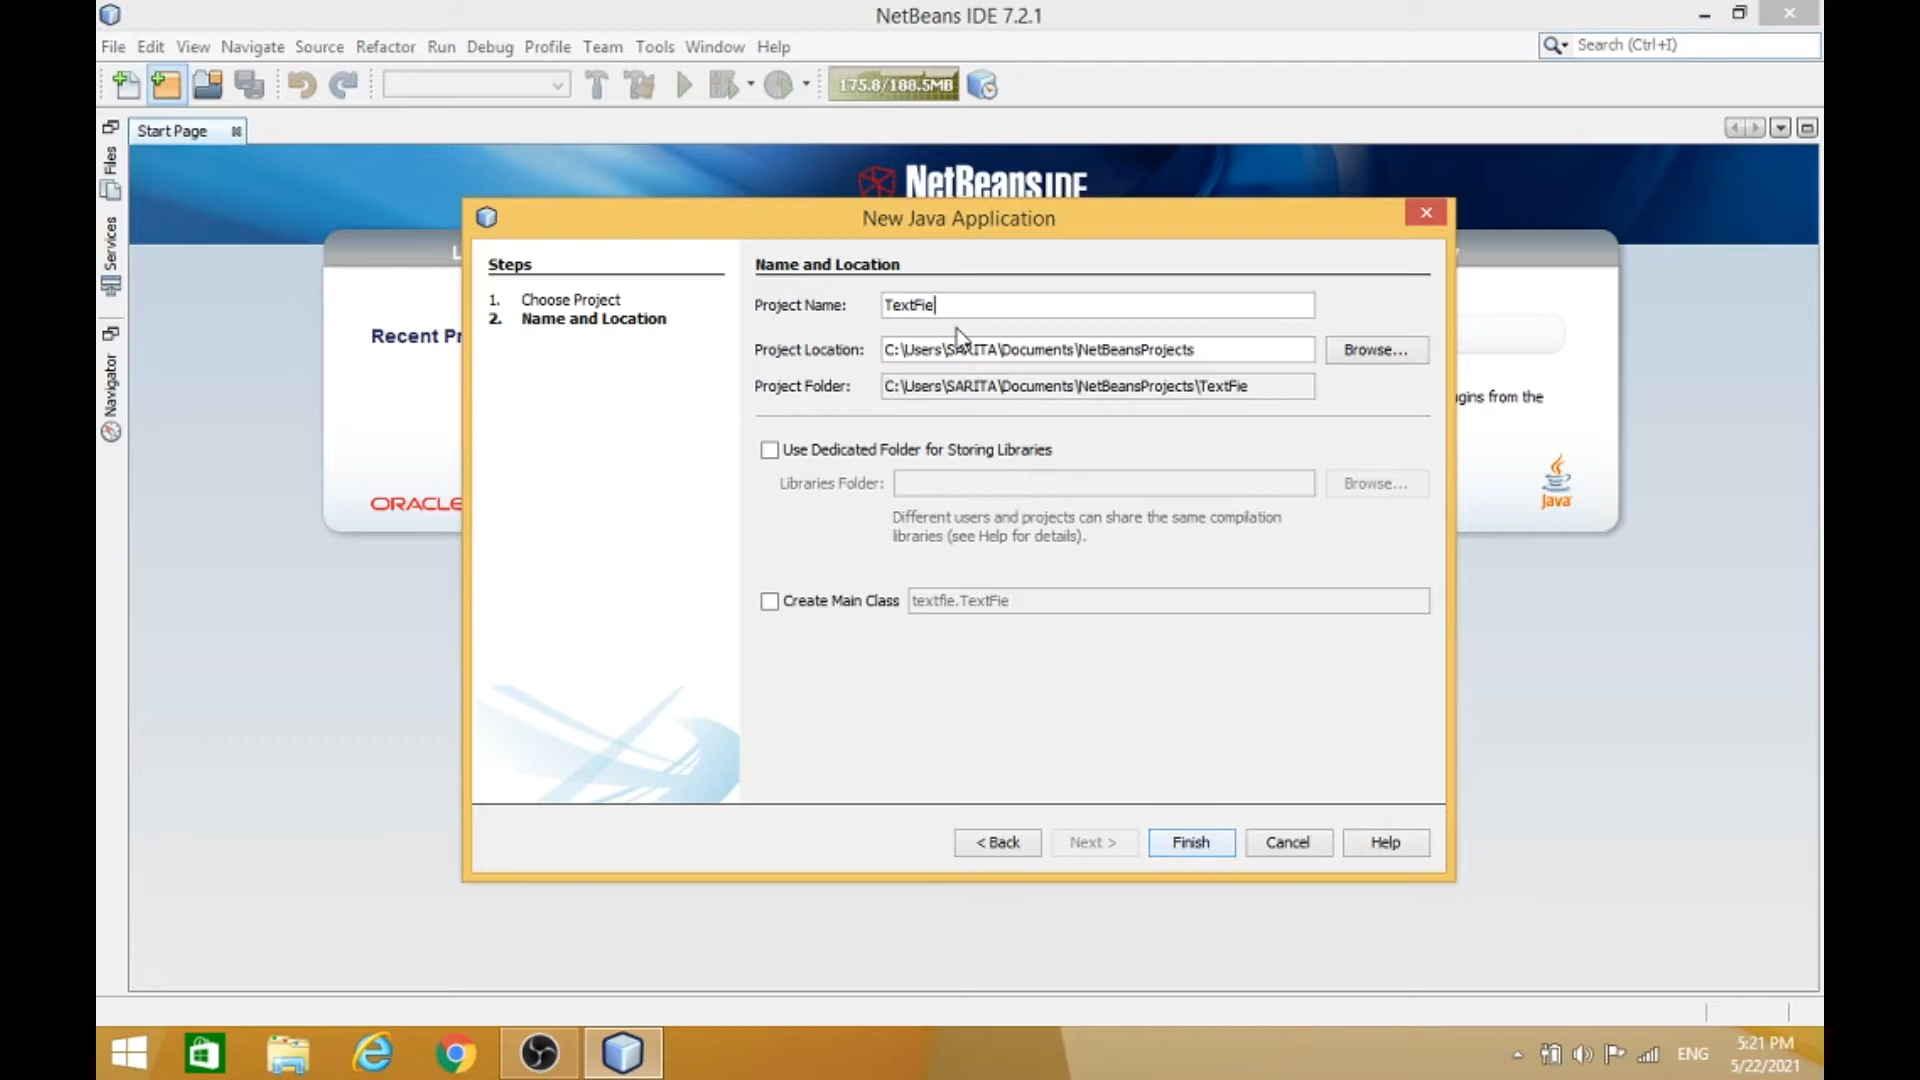 NetBeans IDE 7.2.1
File Edit View Navigate Source Refactor Run Debug Profile Team Tools Window Help
Search (Ctrl+I)
175.8/188.5MB
Start Page
Files
Services
Navigator
NetBeans IDE
New Java Application
Steps
1. Choose Project
2. Name and Location
Name and Location
Project Name: TextFie
Project Location: C:\Users\SARITA\Documents\NetBeansProjects Browse...
Project Folder: C:\Users\SARITA\Documents\NetBeansProjects\TextFie
Use Dedicated Folder for Storing Libraries
Libraries Folder: Browse...
Different users and projects can share the same compilation
libraries (see Help for details).
Create Main Class textfie.TextFie
< Back Next > Finish Cancel Help
Recent Pr
ORACLE
gins from the
Java
ENG
5:21 PM
5/22/2021